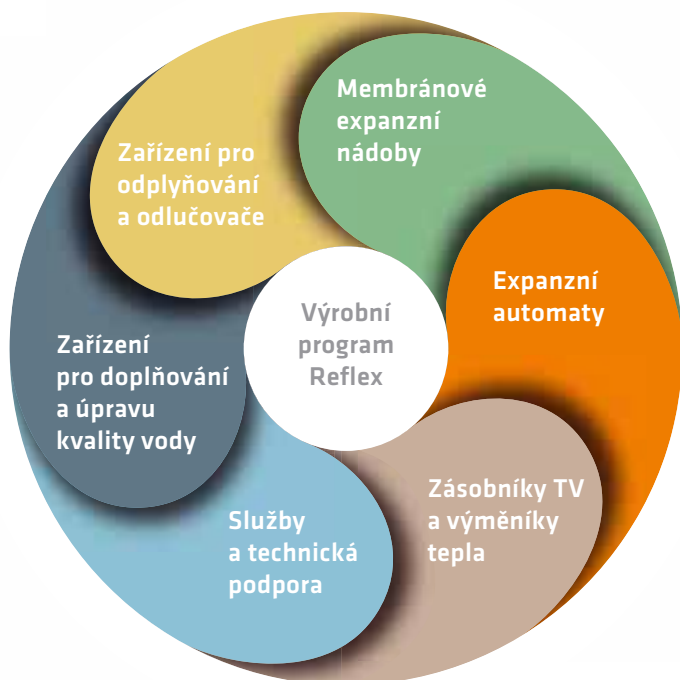 Membránové
expanzní
nádoby
Expanzní
automaty
Zásobníky TV
a výměníky
tepla
Služby
a technická
podpora
Zařízení
pro doplňování
a úpravu
kvality vody
Zařízení pro
odplyňování
a odlučovače
Výrobní
program
Reflex